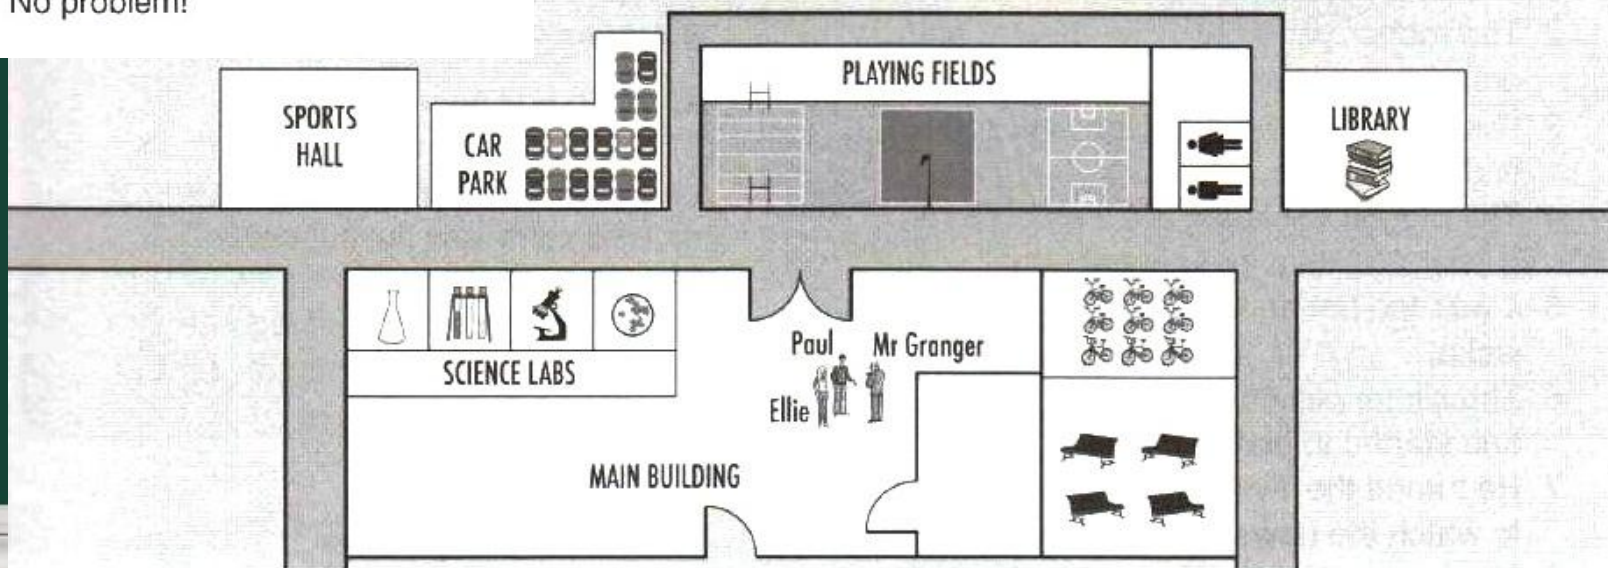 No problem!
PLAYING FIELDS
SPORTS
HALL
CAR
PARK
LIBRARY
Paul
Mr Granger
SCIENCE LABS
Ellie
MAIN BUILDING